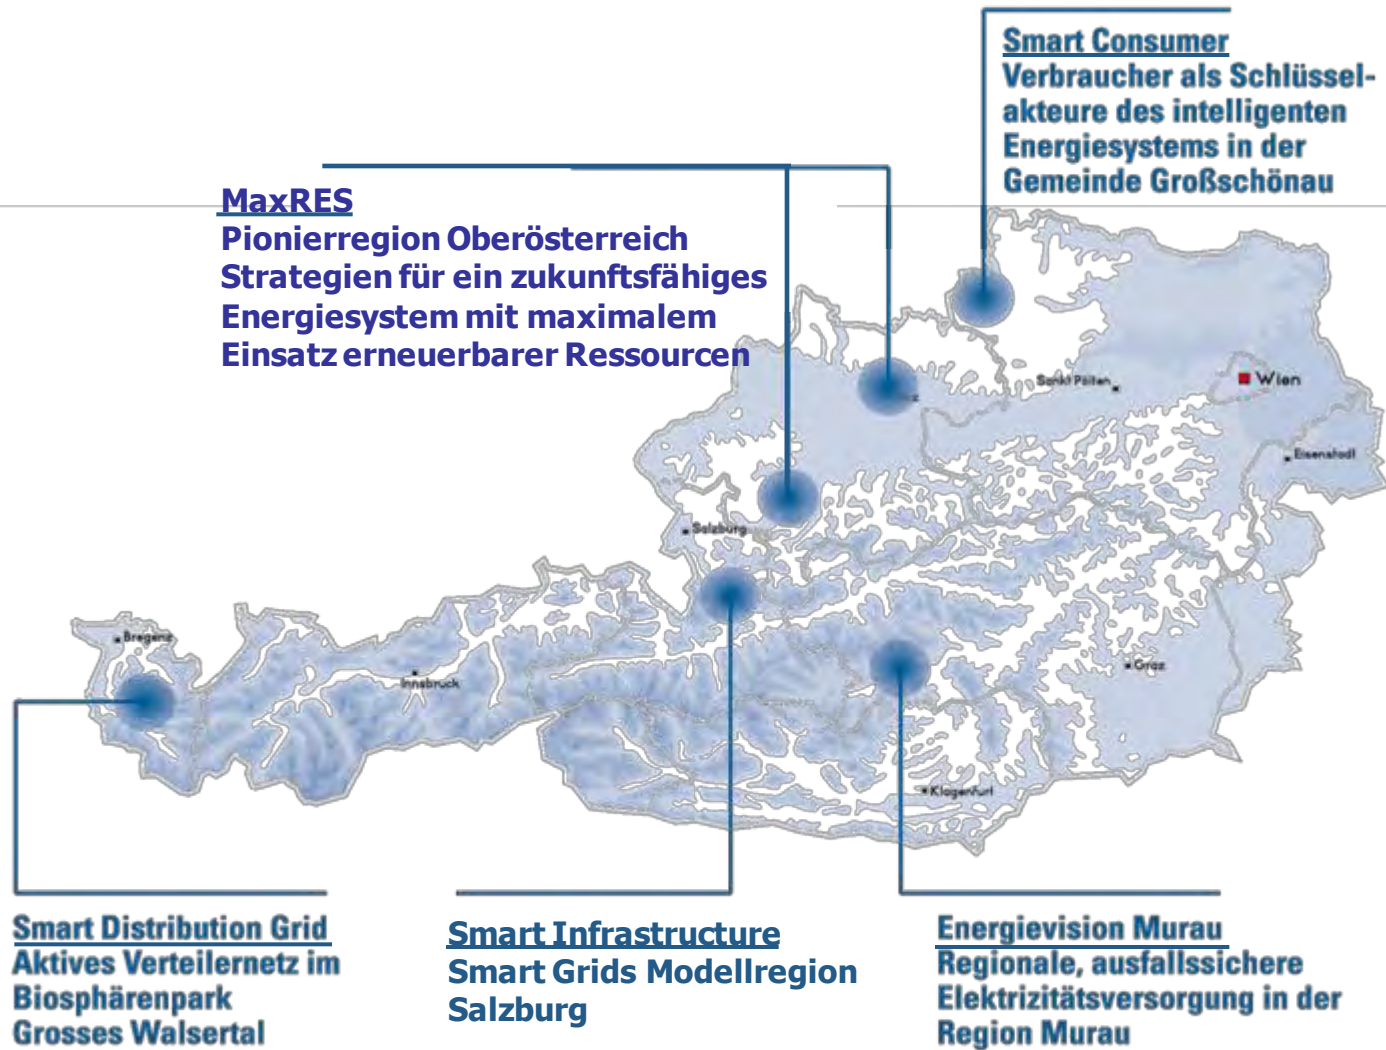 Smart Consumer
Verbraucher als Schlüssel-
akteure des intelligenten
Energiesystems in der
Gemeinde Großschönau
MaxRES
Pionierregion Oberösterreich
Strategien für ein zukunftsfähiges
Energiesystem mit maximalem
Einsatz erneuerbarer Ressourcen
Sankt Pölten
Wien
Eisenstadt
Salzburg
Bregenz
Innsbruck
Graz
Klagenfurt
Smart Distribution Grid
Aktives Verteilernetz im
Biosphärenpark
Grosses Walsertal
Smart Infrastructure
Smart Grids Modellregion
Salzburg
Energievision Murau
Regionale, ausfallssichere
Elektrizitätsversorgung in der
Region Murau